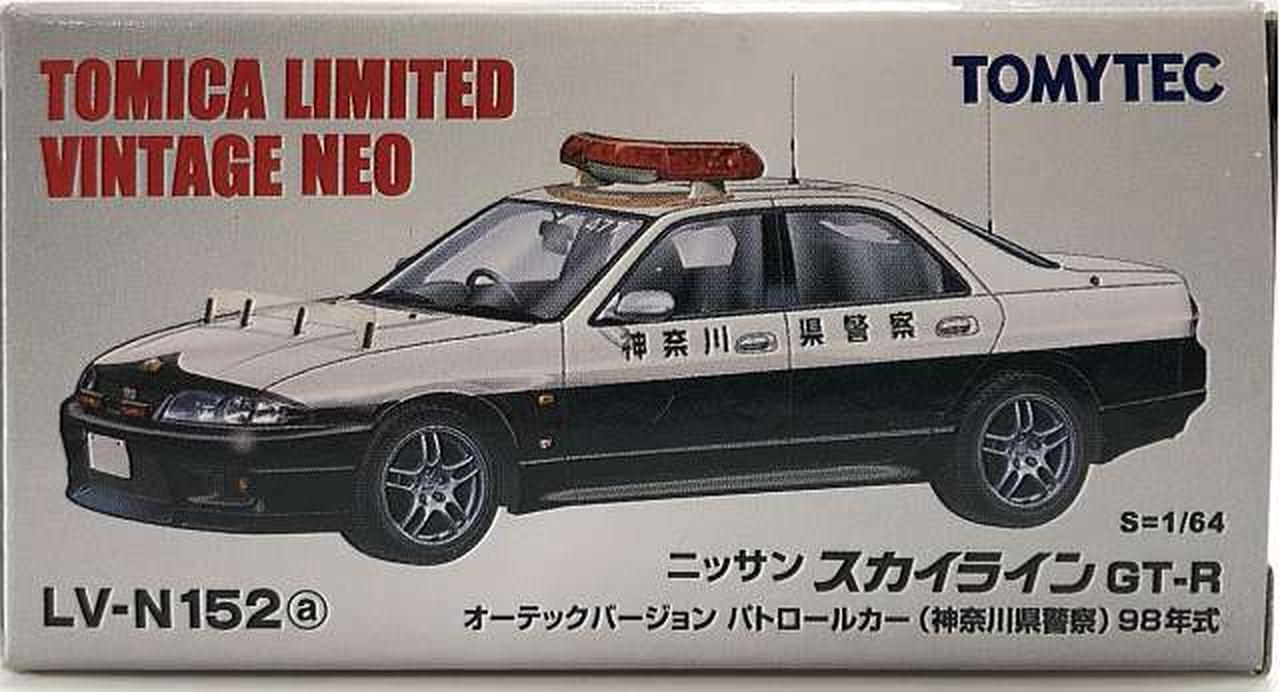 TOMICA LIMITED
VINTAGE NEO
TOMYTEC
神奈川県警察
S=1/64
ニッサン スカイライン GT-R
LV-N152ⓐ
オーテックバージョン パトロールカー（神奈川県警察）98年式